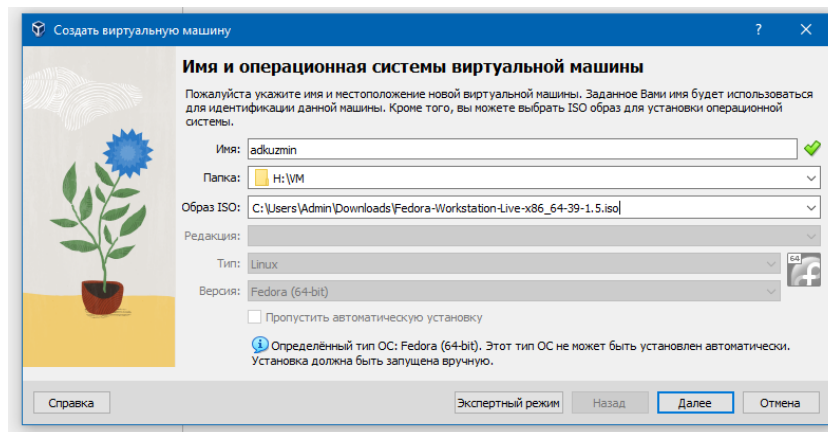 Создать виртуальную машину
Имя и операционная системы виртуальной машины
Пожалуйста укажите имя и местоположение новой виртуальной машины. Заданное Вами имя будет использоваться
для идентификации данной машины. Кроме того, вы можете выбрать ISO образ для установки операционной
системы.
Имя: adkuzmin
Папка: H:\VM
Образ ISO: C:\Users\Admin\Downloads\Fedora-Workstation-Live-x86_64-39-1.5.iso
Редакция:
Тип: Linux
64
Версия: Fedora (64-bit)
Пропустить автоматическую установку
Определённый тип ОС: Fedora (64-bit). Этот тип ОС не может быть установлен автоматически.
Установка должна быть запущена вручную.
Справка Экспертный режим Назад Далее Отмена